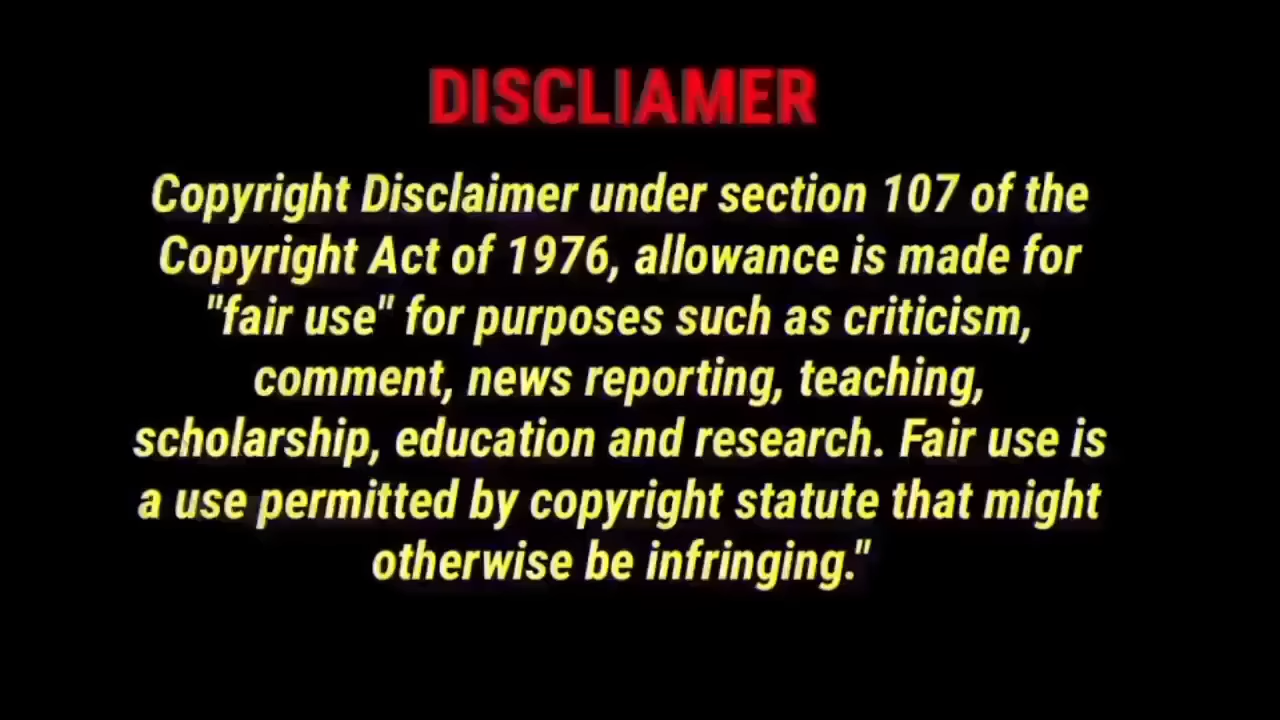 DISCLIAMER
Copyright Disclaimer under section 107 of the
Copyright Act of 1976, allowance is made for
"fair use" for purposes such as criticism,
comment, news reporting, teaching,
scholarship, education and research. Fair use is
a use permitted by copyright statute that might
otherwise be infringing."